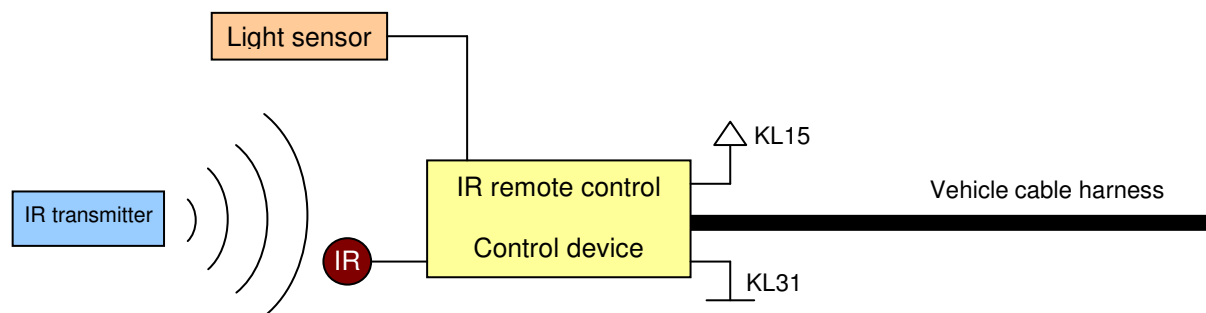 Light sensor
KL15
IR transmitter
IR remote control
Control device
Vehicle cable harness
IR
KL31